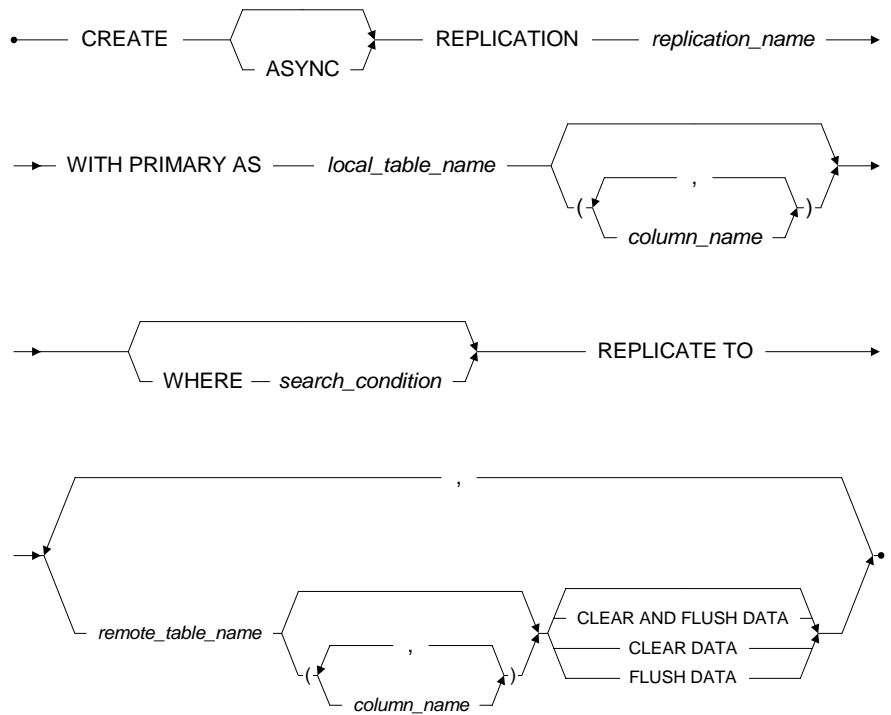 CREATE REPLICATION replication_name
ASYNC
WITH PRIMARY AS local_table_name
( , )
column_name
REPLICATE TO
WHERE search_condition
,
CLEAR AND FLUSH DATA
remote_table_name
( , ) CLEAR DATA
column_name FLUSH DATA